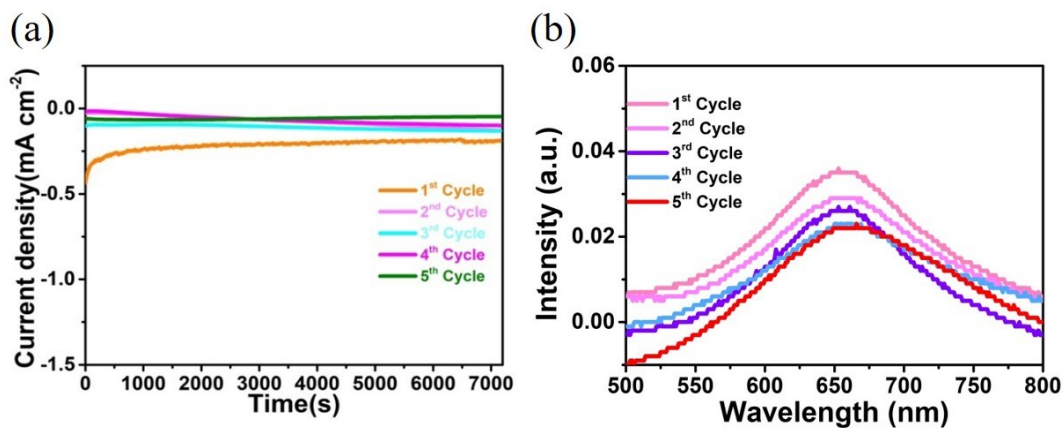 (a)
Current density(mA cm⁻²)
0.0
-0.5
-1.0
-1.5
0 1000 2000 3000 4000 5000 6000 7000
Time(s)
1ˢᵗ Cycle
2ⁿᵈ Cycle
3ʳᵈ Cycle
4ᵗʰ Cycle
5ᵗʰ Cycle
(b)
Intensity (a.u.)
0.06
0.04
0.02
0.00
500 550 600 650 700 750 800
Wavelength (nm)
1ˢᵗ Cycle
2ⁿᵈ Cycle
3ʳᵈ Cycle
4ᵗʰ Cycle
5ᵗʰ Cycle